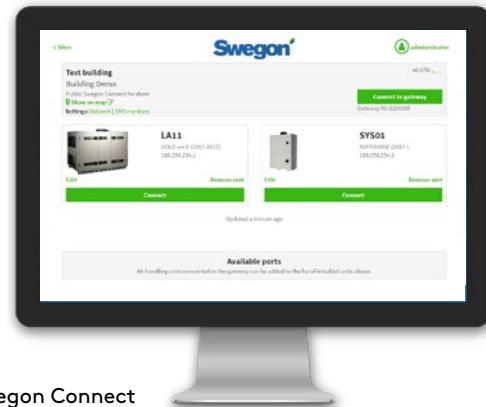 < Sites
Swegon
administrator
Test building
Building Demo
Public Swegon Connect for show
Show on map
Settings: Network | SMS numbers
Connect to gateway
LA11
GOLD
Edit
Remove unit
Connect
SYS01
SUPERWISE
Edit
Remove unit
Connect
Updated a minute ago
Available ports
Air handling units connected to the gateway can be added to the list of installed units above.
egon Connect